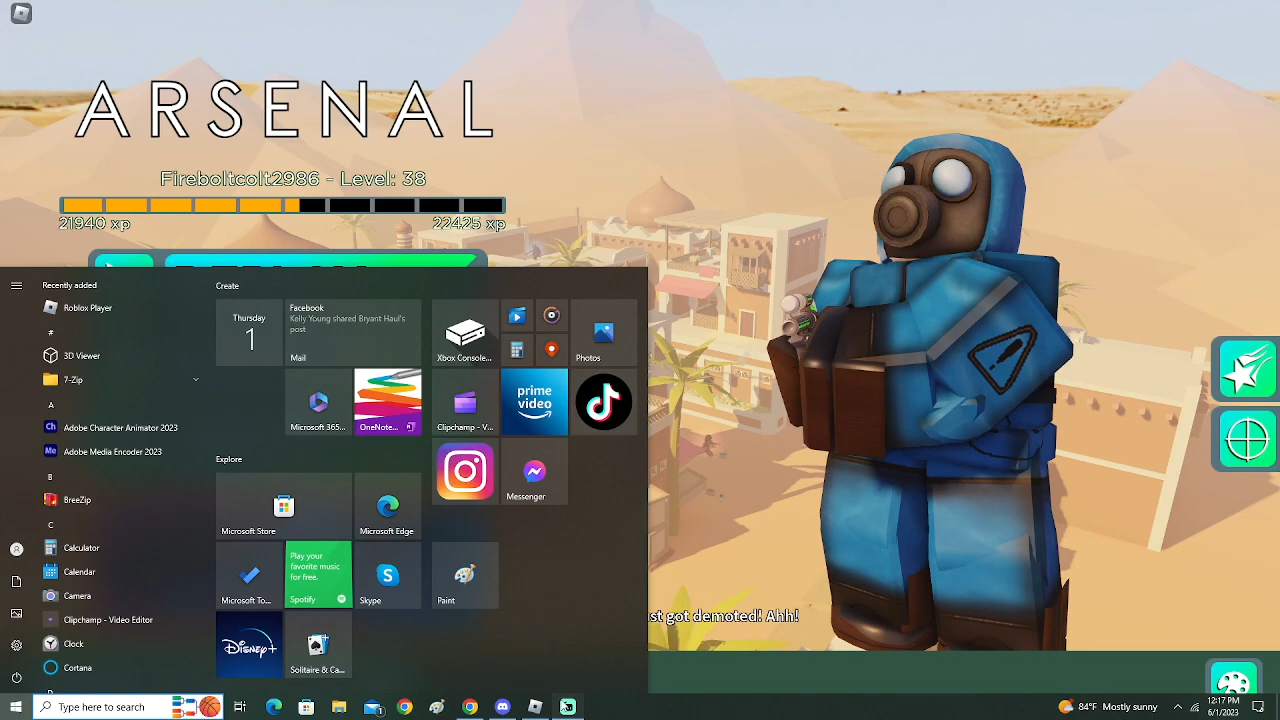 ARSENAL
Fireboltcolt2986 - Level: 38
21940 xp
22425 xp
Recently added
Roblox Player
#
3D Viewer
7-Zip
A
Ch
Adobe Character Animator 2023
Me
Adobe Media Encoder 2023
B
BreeZip
C
Calculator
Calendar
Camera
Clipchamp - Video Editor
Clock
Cortana
Create
Thursday
1
Facebook
Kelly Young shared Bryant Haul's
post
Mail
Xbox Console...
Photos
Microsoft 365...
OneNote...
Clipchamp - V...
prime
video
Messenger
Explore
Microsoft Store
Microsoft Edge
Microsoft To...
Play your
favorite music
for free.
Spotify
Skype
Paint
Disney+
Solitaire & Ca...
st got demoted! Ahh!
Type here to search
84°F Mostly sunny
12:17 PM
6/1/2023